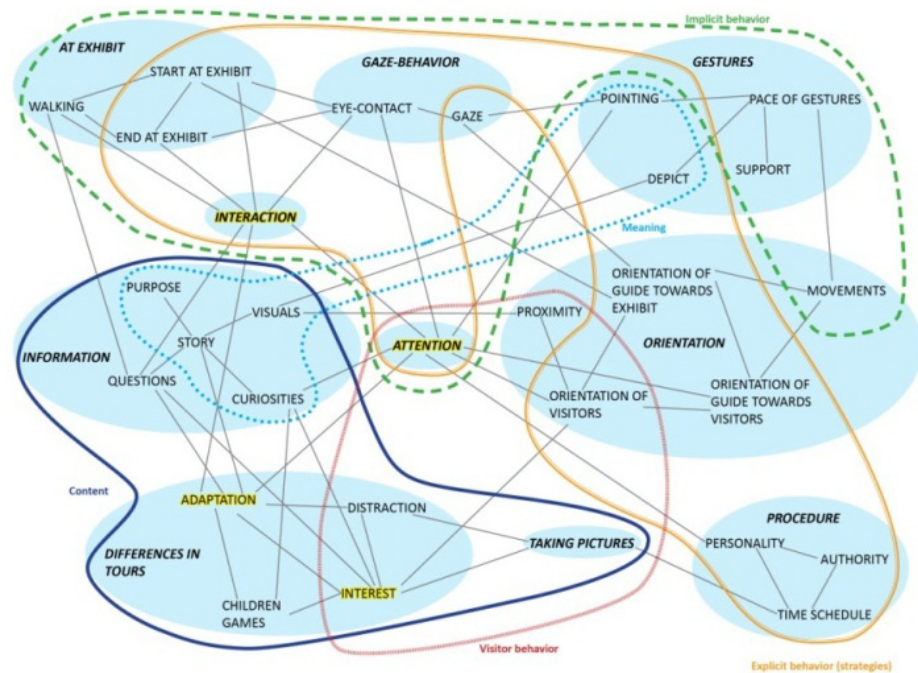 Implicit behavior
AT EXHIBIT
GAZE-BEHAVIOR
GESTURES
START AT EXHIBIT
WALKING
END AT EXHIBIT
EYE-CONTACT
GAZE
POINTING
PACE OF GESTURES
SUPPORT
DEPICT
INTERACTION
Meaning
PURPOSE
VISUALS
STORY
INFORMATION
QUESTIONS
CURIOSITIES
ATTENTION
PROXIMITY
ORIENTATION OF
GUIDE TOWARDS
EXHIBIT
MOVEMENTS
ORIENTATION
ORIENTATION OF
VISITORS
ORIENTATION OF
GUIDE TOWARDS
VISITORS
Content
ADAPTATION
DISTRACTION
DIFFERENCES IN
TOURS
TAKING PICTURES
INTEREST
CHILDREN
GAMES
PROCEDURE
PERSONALITY
AUTHORITY
TIME SCHEDULE
Visitor behavior
Explicit behavior (strategies)